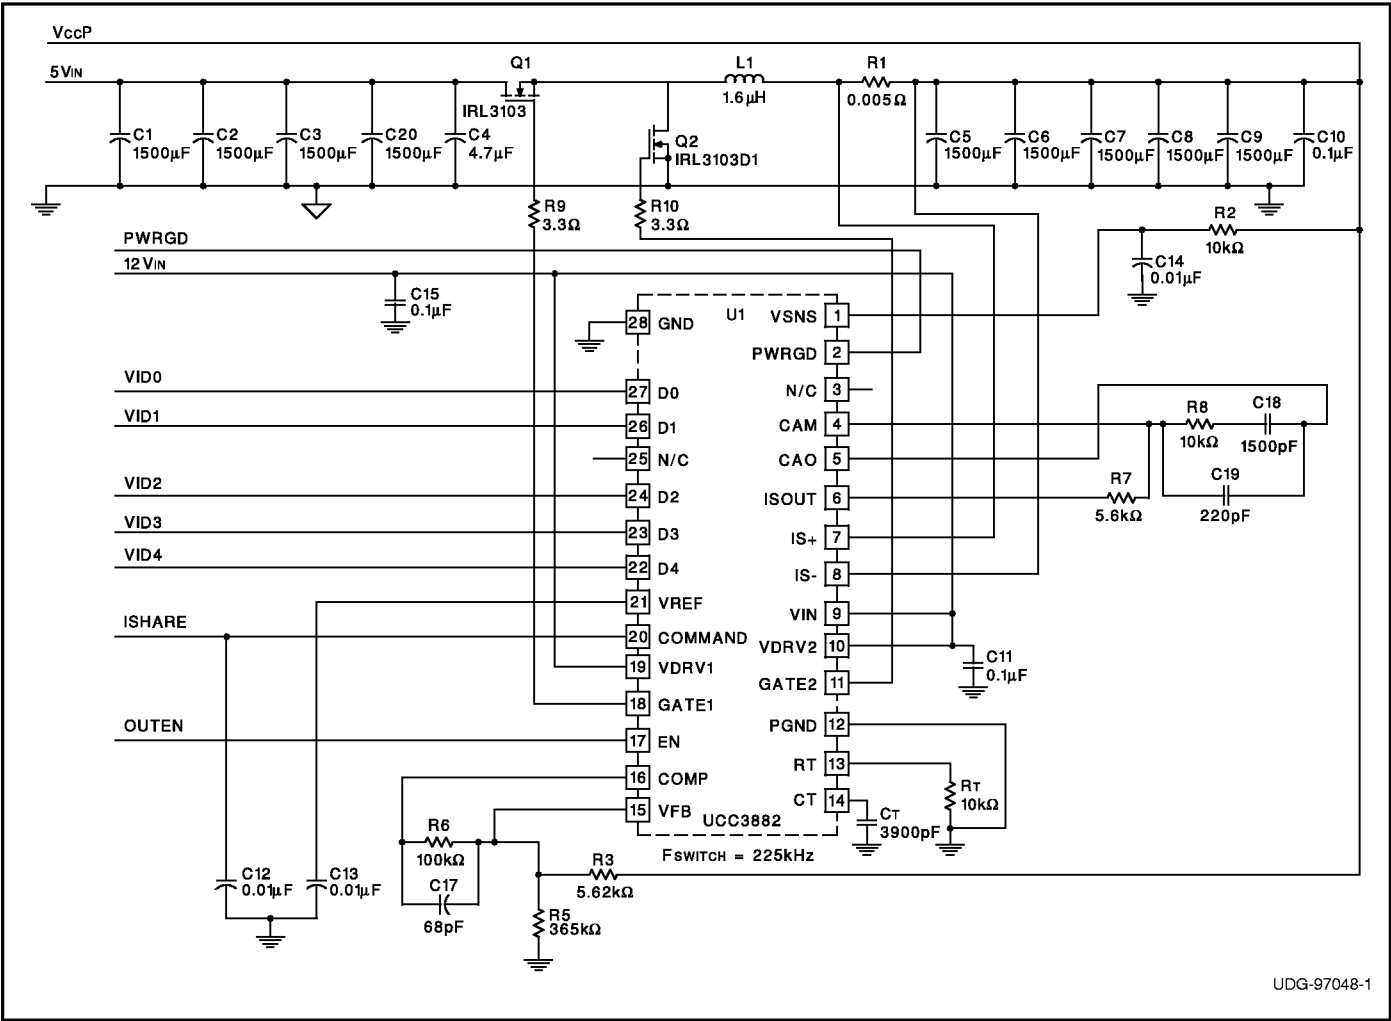 VCCP
5VIN
Q1
IRL3103
L1
1.6µH
R1
0.005Ω
C1
1500µF
C2
1500µF
C3
1500µF
C20
1500µF
C4
4.7µF
Q2
IRL3103D1
C5
1500µF
C6
1500µF
C7
1500µF
C8
1500µF
C9
1500µF
C10
0.1µF
R9
3.3Ω
R10
3.3Ω
R2
10kΩ
PWRGD
12VIN
C14
0.01µF
C15
0.1µF
U1
28 GND
VSNS 1
PWRGD 2
VID0
27 D0
N/C 3
VID1
26 D1
CAM 4
R8
10kΩ
C18
1500pF
25 N/C
CAO 5
VID2
24 D2
ISOUT 6
R7
5.6kΩ
C19
220pF
VID3
23 D3
IS+ 7
VID4
22 D4
IS- 8
21 VREF
VIN 9
ISHARE
20 COMMAND
VDRV2 10
C11
0.1µF
19 VDRV1
GATE2 11
18 GATE1
OUTEN
17 EN
PGND 12
16 COMP
RT 13
RT
10kΩ
15 VFB
CT 14
CT
3900pF
UCC3882
FSWITCH = 225kHz
R6
100kΩ
C17
68pF
R3
5.62kΩ
C12
0.01µF
C13
0.01µF
R5
365kΩ
UDG-97048-1